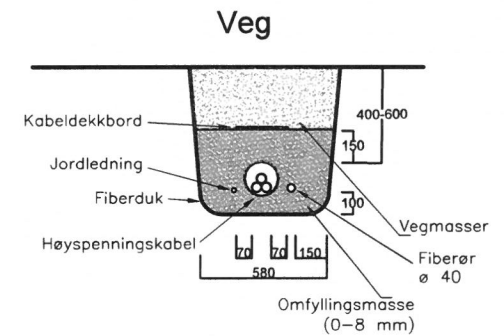 Veg
400-600
Kabeldekkbord
150
Jordledning
Fiberduk
100
Vegmasser
Høyspenningskabel
70 70 150
Fiberør
ø 40
580
Omfyllingsmasse
(0-8 mm)